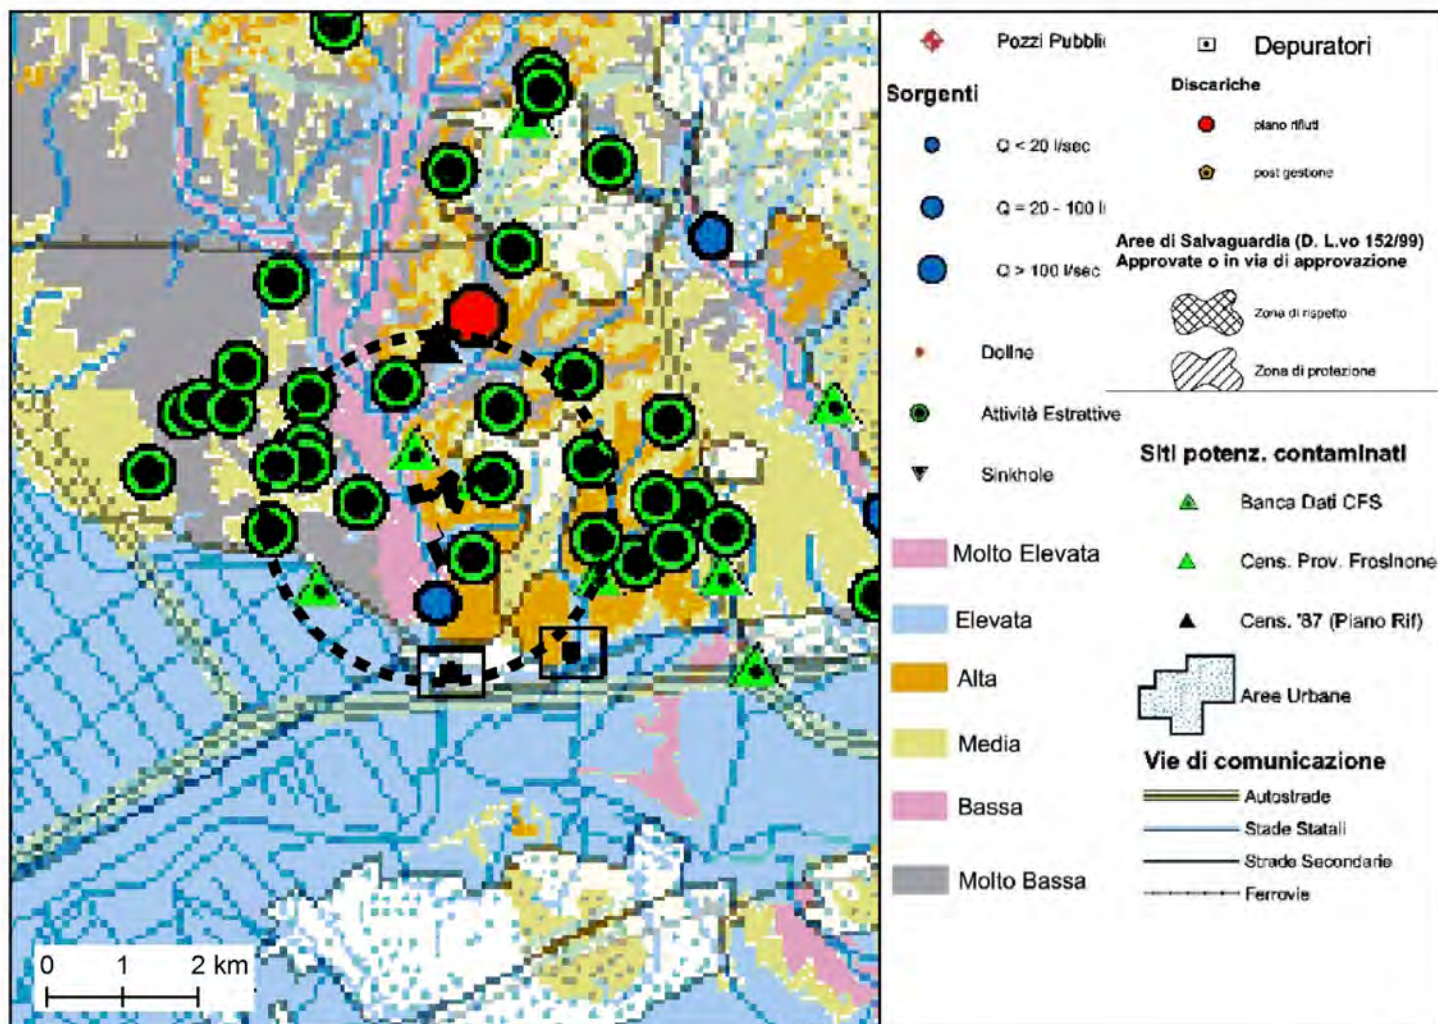 Pozzi Pubblic
Sorgenti
Q < 20 l/sec
Q = 20 - 100 l
Q > 100 l/sec
Doline
Attività Estrattive
Sinkhole
Molto Elevata
Elevata
Alta
Media
Bassa
Molto Bassa
Depuratori
Discariche
piano rifiuti
post gestione
Aree di Salvaguardia (D. L.vo 152/99)
Approvate o in via di approvazione
Zona di rispetto
Zona di protezione
Siti potenz. contaminati
Banca Dati CFS
Cens. Prov. Frosinone
Cens. '87 (Piano Rif)
Aree Urbane
Vie di comunicazione
Autostrade
Stade Statali
Strade Secondarie
Ferrovie
0 1 2 km